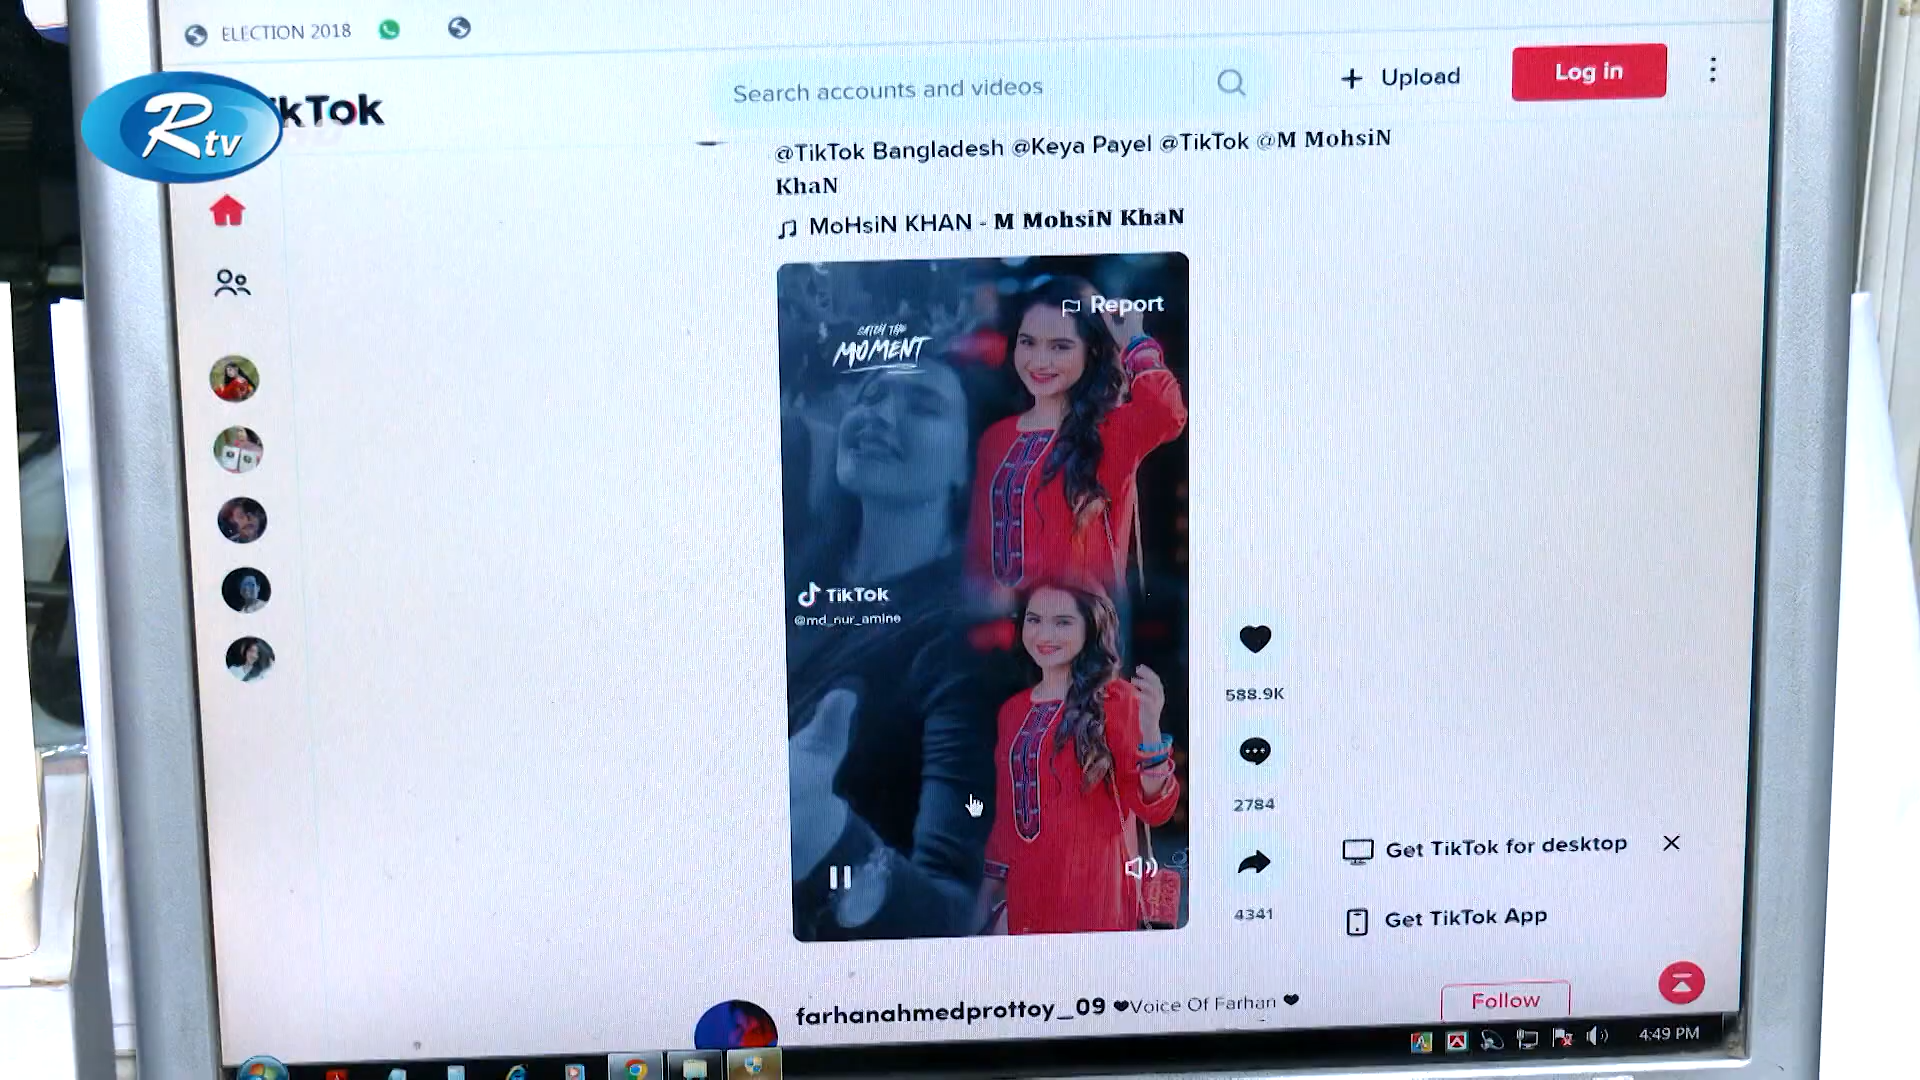 ELECTION 2018
Rtv
kTok
Search accounts and videos
Upload
Log in
@TikTok Bangladesh @Keya Payel @TikTok @M MohsiN
KhaN
MoHsiN KHAN - M MohsiN KhaN
Report
CATCH THE
MOMENT
TikTok
@md_nur_amine
588.9K
2784
4341
Get TikTok for desktop
Get TikTok App
farhanahmedprottoy_09 Voice Of Farhan
Follow
4:49 PM